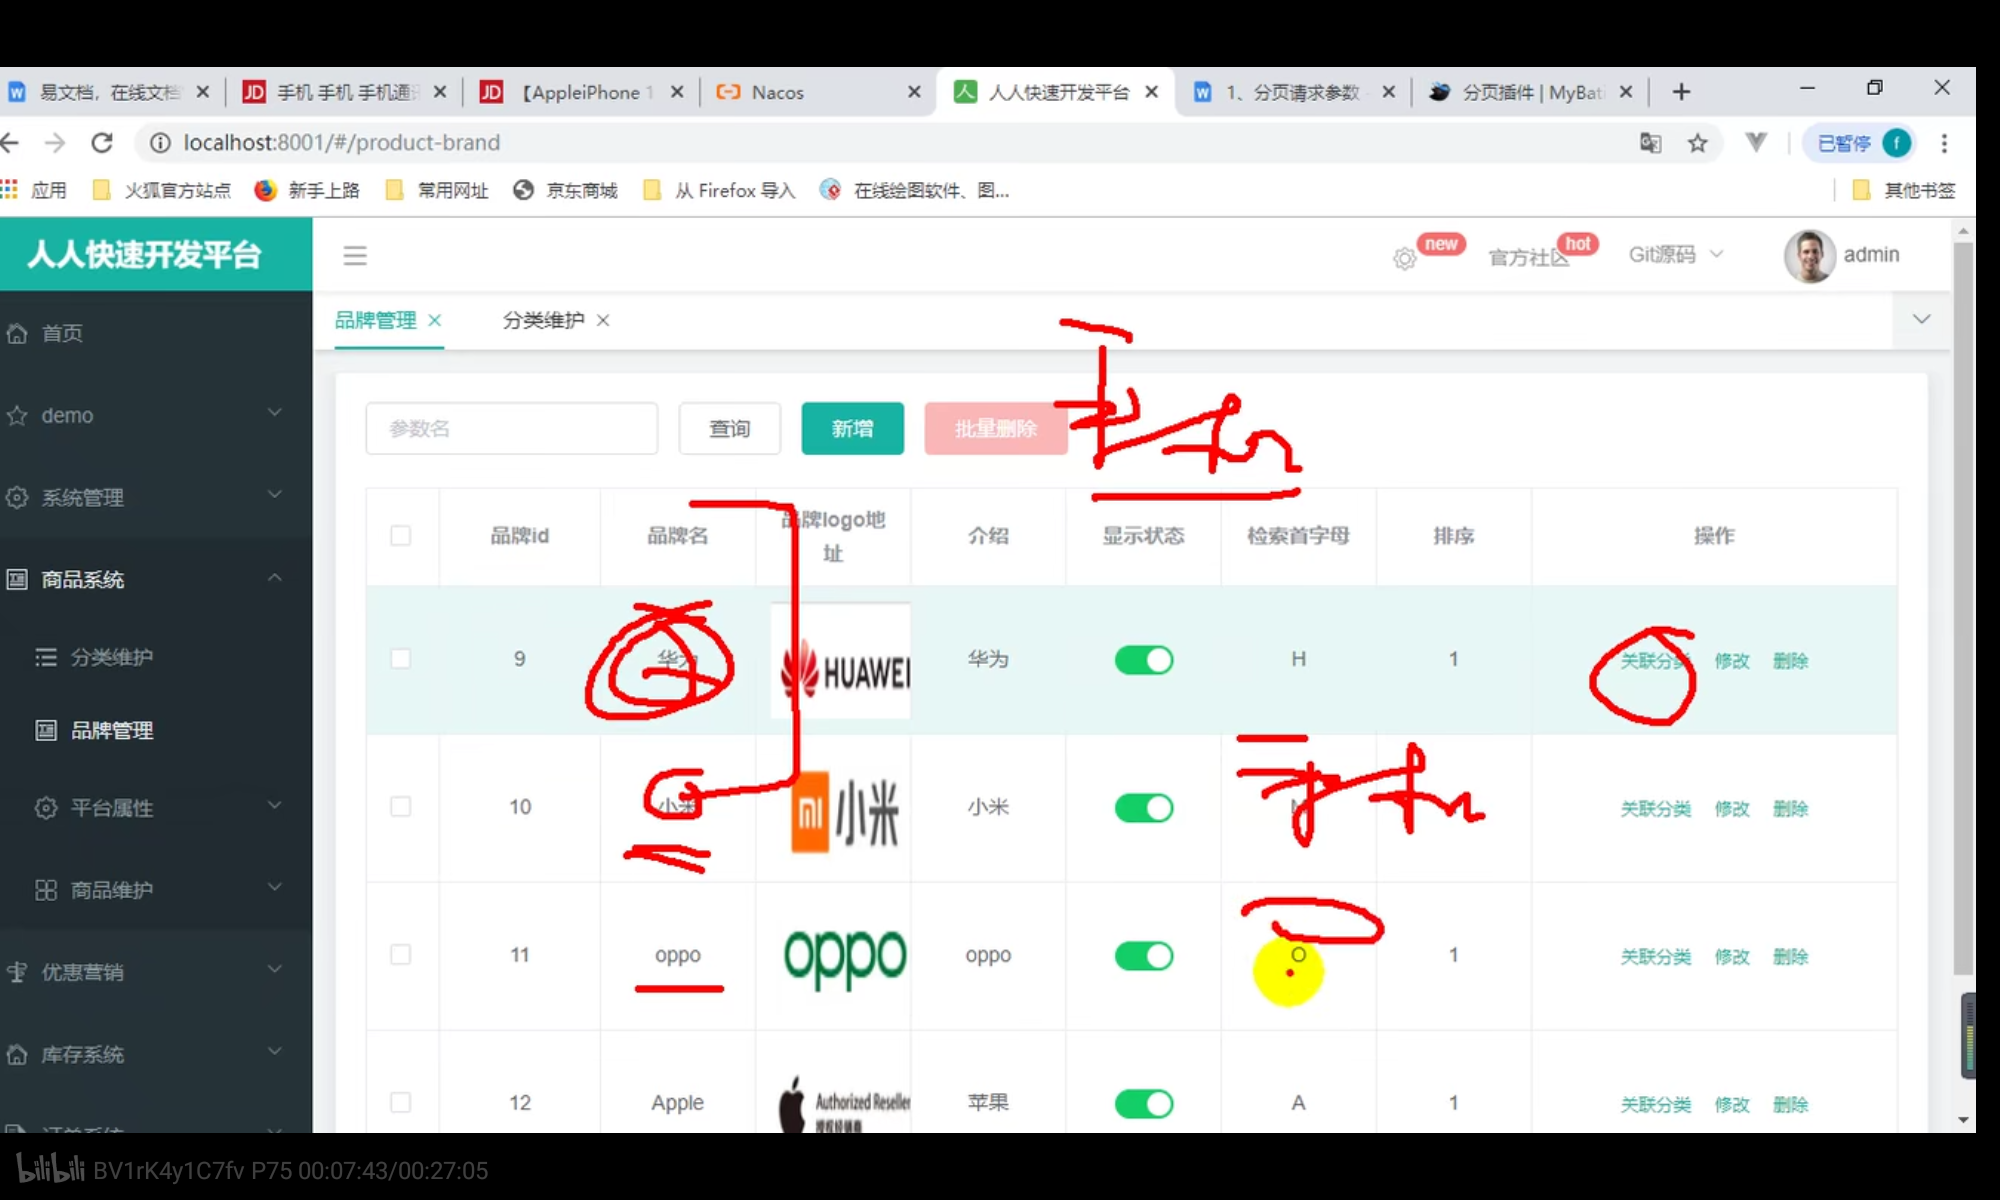 易文档，在线文档
手机 手机 手机通
【AppleiPhone 1
Nacos
人人快速开发平台
1、分页请求参数
分页插件 | MyBati
localhost:8001/#/product-brand
已暂停
f
应用
火狐官方站点
新手上路
常用网址
京东商城
从 Firefox 导入
在线绘图软件、图...
其他书签
人人快速开发平台
new
官方社区
hot
Git源码
admin
首页
demo
系统管理
商品系统
分类维护
品牌管理
平台属性
商品维护
优惠营销
库存系统
订单系统
品牌管理
分类维护
参数名
查询
新增
批量删除
品牌id
品牌名
品牌logo地
址
介绍
显示状态
检索首字母
排序
操作
9
华为
HUAWEI
华为
H
1
关联分类
修改
删除
10
小米
小米
小米
关联分类
修改
删除
11
oppo
oppo
oppo
O
1
关联分类
修改
删除
12
Apple
Authorized Reseller
授权经销商
苹果
A
1
关联分类
修改
删除
bilibili BV1rK4y1C7fv P75 00:07:43/00:27:05